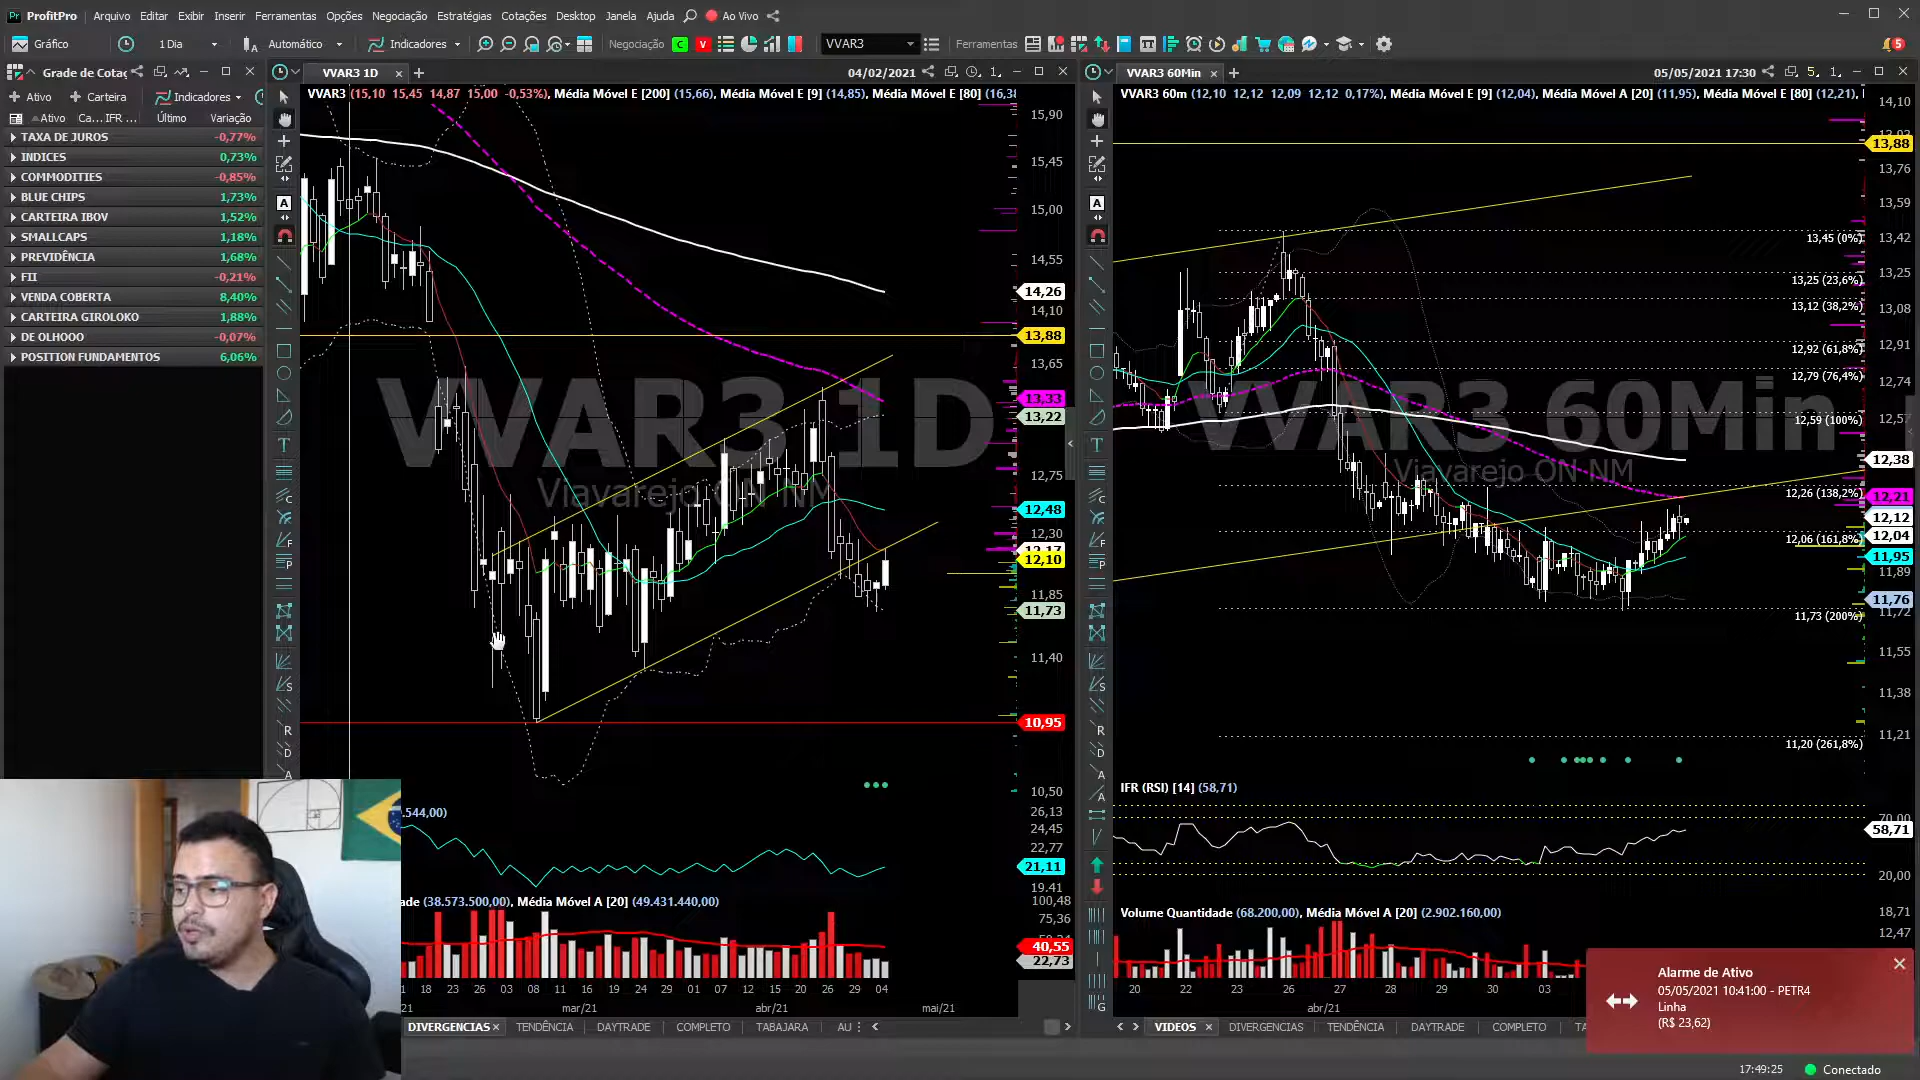 ProfitPro Arquivo Editar Exibir Inserir Ferramentas Opções Negociação Estratégias Cotações Desktop Janela Ajuda Ao Vivo
Gráfico 1 Dia Automático Indicadores Negociação C V VVAR3 Ferramentas
5
Grade de Cotaç
Ativo Carteira Indicadores
Ativo Ca... IFR ... Último Variação
TAXA DE JUROS -0,77%
INDICES 0,73%
COMMODITIES -0,85%
BLUE CHIPS 1,73%
CARTEIRA IBOV 1,52%
SMALLCAPS 1,18%
PREVIDÊNCIA 1,68%
FII -0,21%
VENDA COBERTA 8,40%
CARTEIRA GIROLOKO 1,88%
DE OLHOOO -0,07%
POSITION FUNDAMENTOS 6,06%
VVAR3 1D 04/02/2021
VVAR3 (15,10 15,45 14,87 15,00 -0,53%), Média Móvel E [200] (15,66), Média Móvel E [9] (14,85), Média Móvel E [80] (16,38
VVAR3 1D
Viavarejo ON NM
15,90
15,45
15,00
14,55
14,26
14,10
13,88
13,65
13,33
13,22
12,75
12,48
12,30
12,17
12,10
11,85
11,73
11,40
10,95
10,50
544,00)
26,13
24,45
22,77
21,11
19,41
ade (38.573.500,00), Média Móvel A [20] (49.431.440,00)
100,48
75,36
40,55
22,73
18 23 26 03 08 11 16 19 24 29 01 07 12 15 20 26 29 04
mar/21 abr/21 mai/21
DIVERGENCIAS TENDÊNCIA DAYTRADE COMPLETO TABAJARA AU
VVAR3 60Min 05/05/2021 17:30
VVAR3 60m (12,10 12,12 12,09 12,12 0,17%), Média Móvel E [9] (12,04), Média Móvel A [20] (11,95), Média Móvel E [80] (12,21),
VVAR3 60Min
Viavarejo ON NM
14,10
13,88
13,76
13,59
13,42
13,25
13,08
12,91
12,74
12,57
12,38
12,21
12,12
12,04
11,95
11,89
11,76
11,72
11,55
11,38
11,21
13,45 (0%)
13,25 (23,6%)
13,12 (38,2%)
12,92 (61,8%)
12,79 (76,4%)
12,59 (100%)
12,26 (138,2%)
12,06 (161,8%)
11,73 (200%)
11,20 (261,8%)
IFR (RSI) [14] (58,71)
70,00
58,71
20,00
Volume Quantidade (68.200,00), Média Móvel A [20] (2.902.160,00)
18,71
12,47
20 22 23 26 27 28 29 30 03
abr/21
VIDEOS DIVERGENCIAS TENDÊNCIA DAYTRADE COMPLETO TA
Alarme de Ativo
05/05/2021 10:41:00 - PETR4
Linha
(R$ 23,62)
17:49:25 Conectado